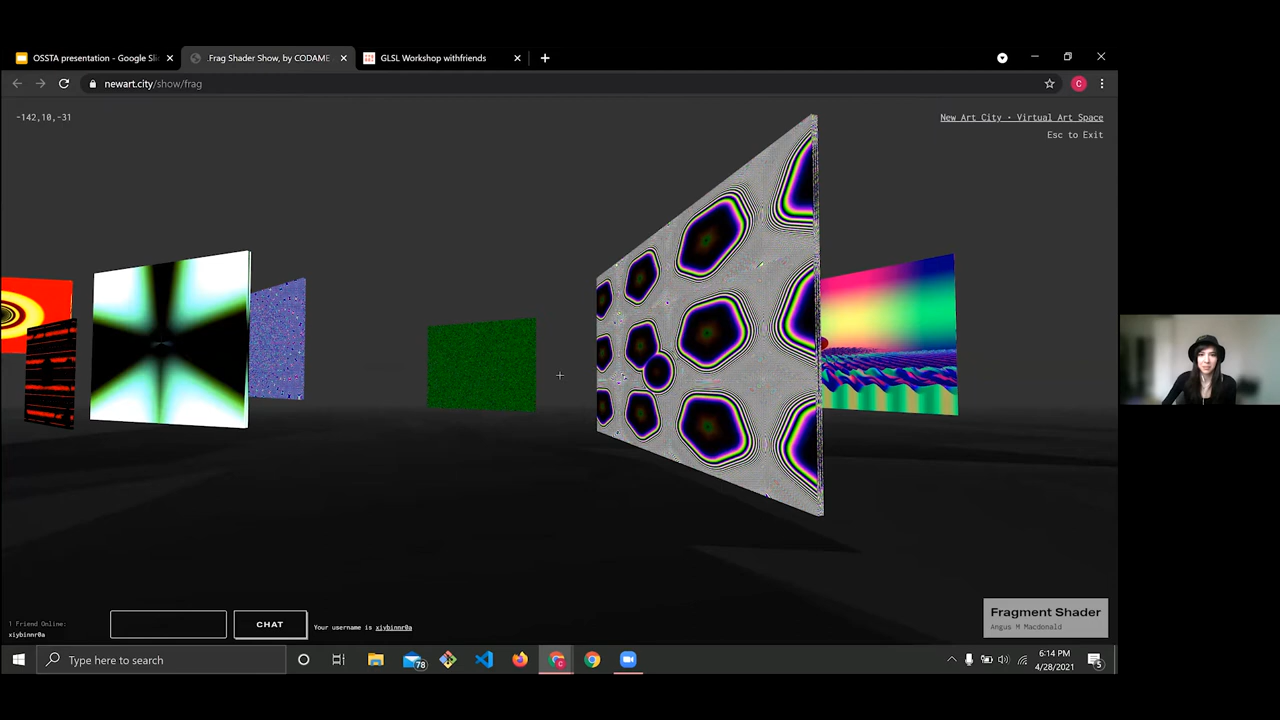 OSSTA presentation - Google Sli
.Frag Shader Show, by CODAME
GLSL Workshop withfriends
newart.city/show/frag
-142,10,-31
New Art City · Virtual Art Space
Esc to Exit
Fragment Shader
Angus M Macdonald
1 Friend Online:
xiybinnr0a
CHAT
Your username is xiybinnr0a
Type here to search
78
6:14 PM
4/28/2021
5